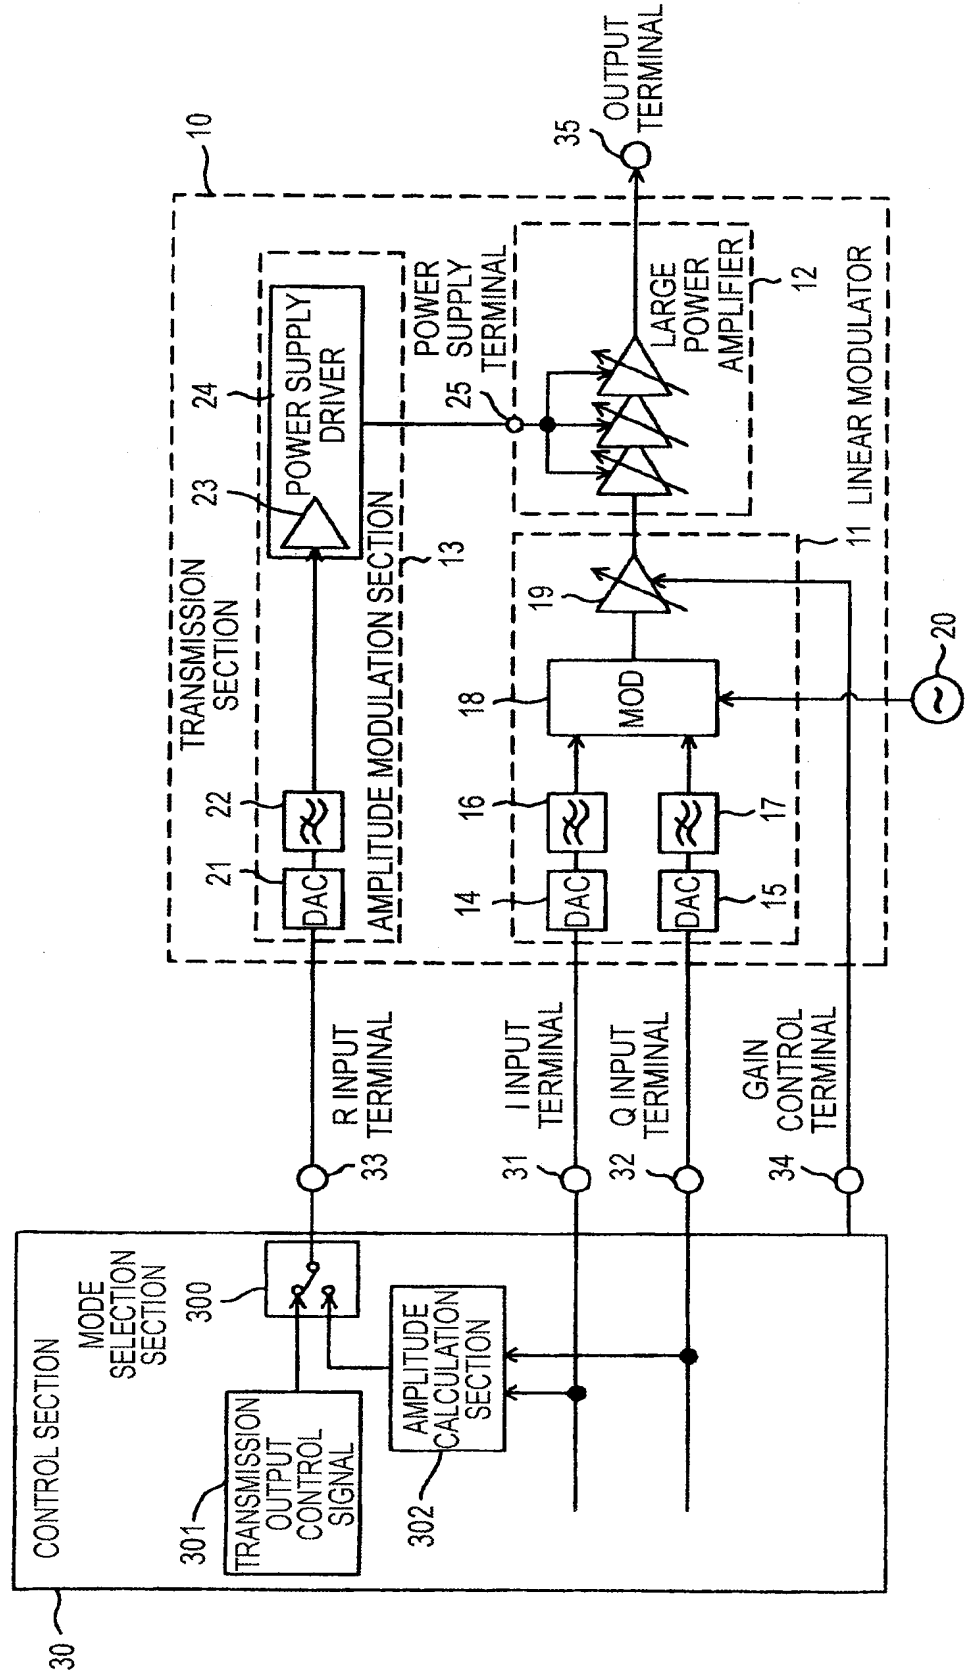 30
CONTROL SECTION
MODE
SELECTION
SECTION
300
301
TRANSMISSION
OUTPUT
CONTROL
SIGNAL
302
AMPLITUDE
CALCULATION
SECTION
33
R INPUT
TERMINAL
31
I INPUT
TERMINAL
32
Q INPUT
TERMINAL
34
GAIN
CONTROL
TERMINAL
TRANSMISSION
SECTION
10
21
DAC
22
23
24
POWER SUPPLY
DRIVER
AMPLITUDE MODULATION SECTION
13
POWER
SUPPLY
TERMINAL
25
14
DAC
16
15
DAC
17
18
MOD
19
11 LINEAR MODULATOR
20
LARGE
POWER
AMPLIFIER
12
35
OUTPUT
TERMINAL